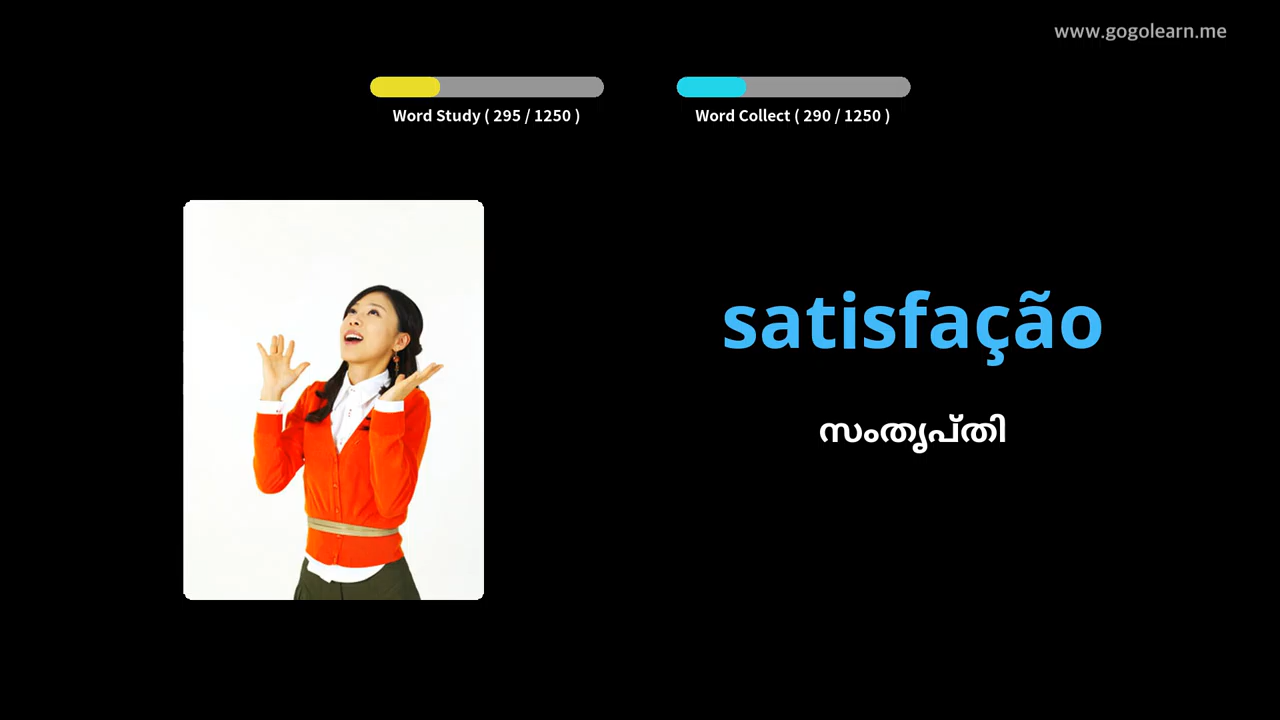 www.gogolearn.me
Word Study ( 295 / 1250 )
Word Collect ( 290 / 1250 )
satisfação
സംതൃപ്തി